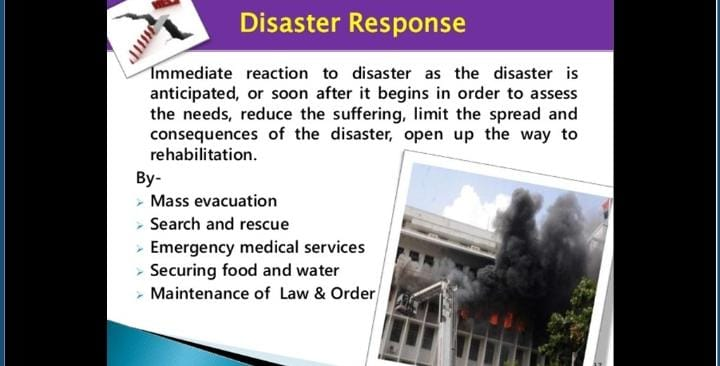 HELP
Disaster Response
Immediate reaction to disaster as the disaster is
anticipated, or soon after it begins in order to assess
the needs, reduce the suffering, limit the spread and
consequences of the disaster, open up the way to
rehabilitation.
By-
Mass evacuation
Search and rescue
Emergency medical services
Securing food and water
Maintenance of Law & Order